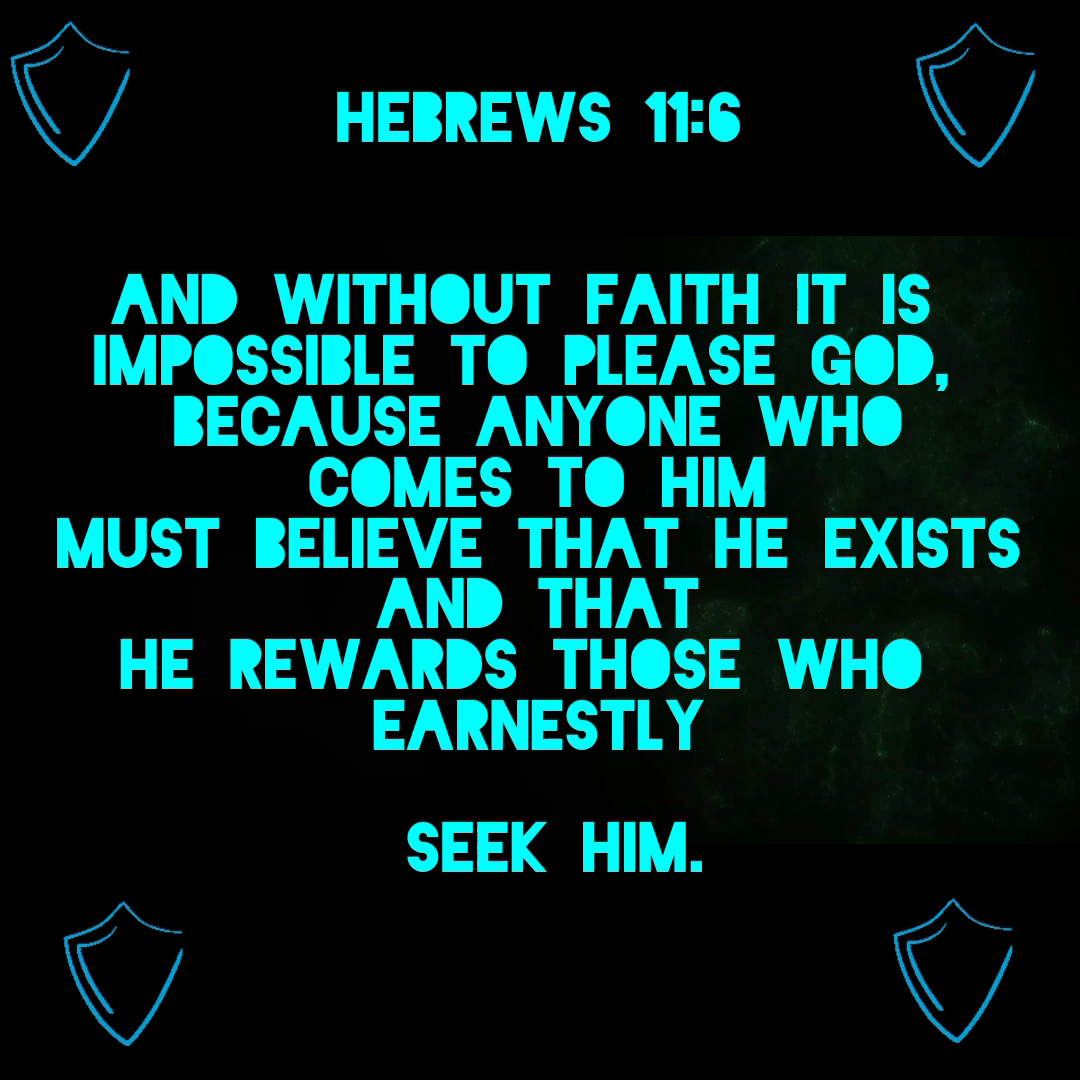 HEBREWS 11:6
AND WITHOUT FAITH IT IS
IMPOSSIBLE TO PLEASE GOD,
BECAUSE ANYONE WHO
COMES TO HIM
MUST BELIEVE THAT HE EXISTS
AND THAT
HE REWARDS THOSE WHO
EARNESTLY
SEEK HIM.